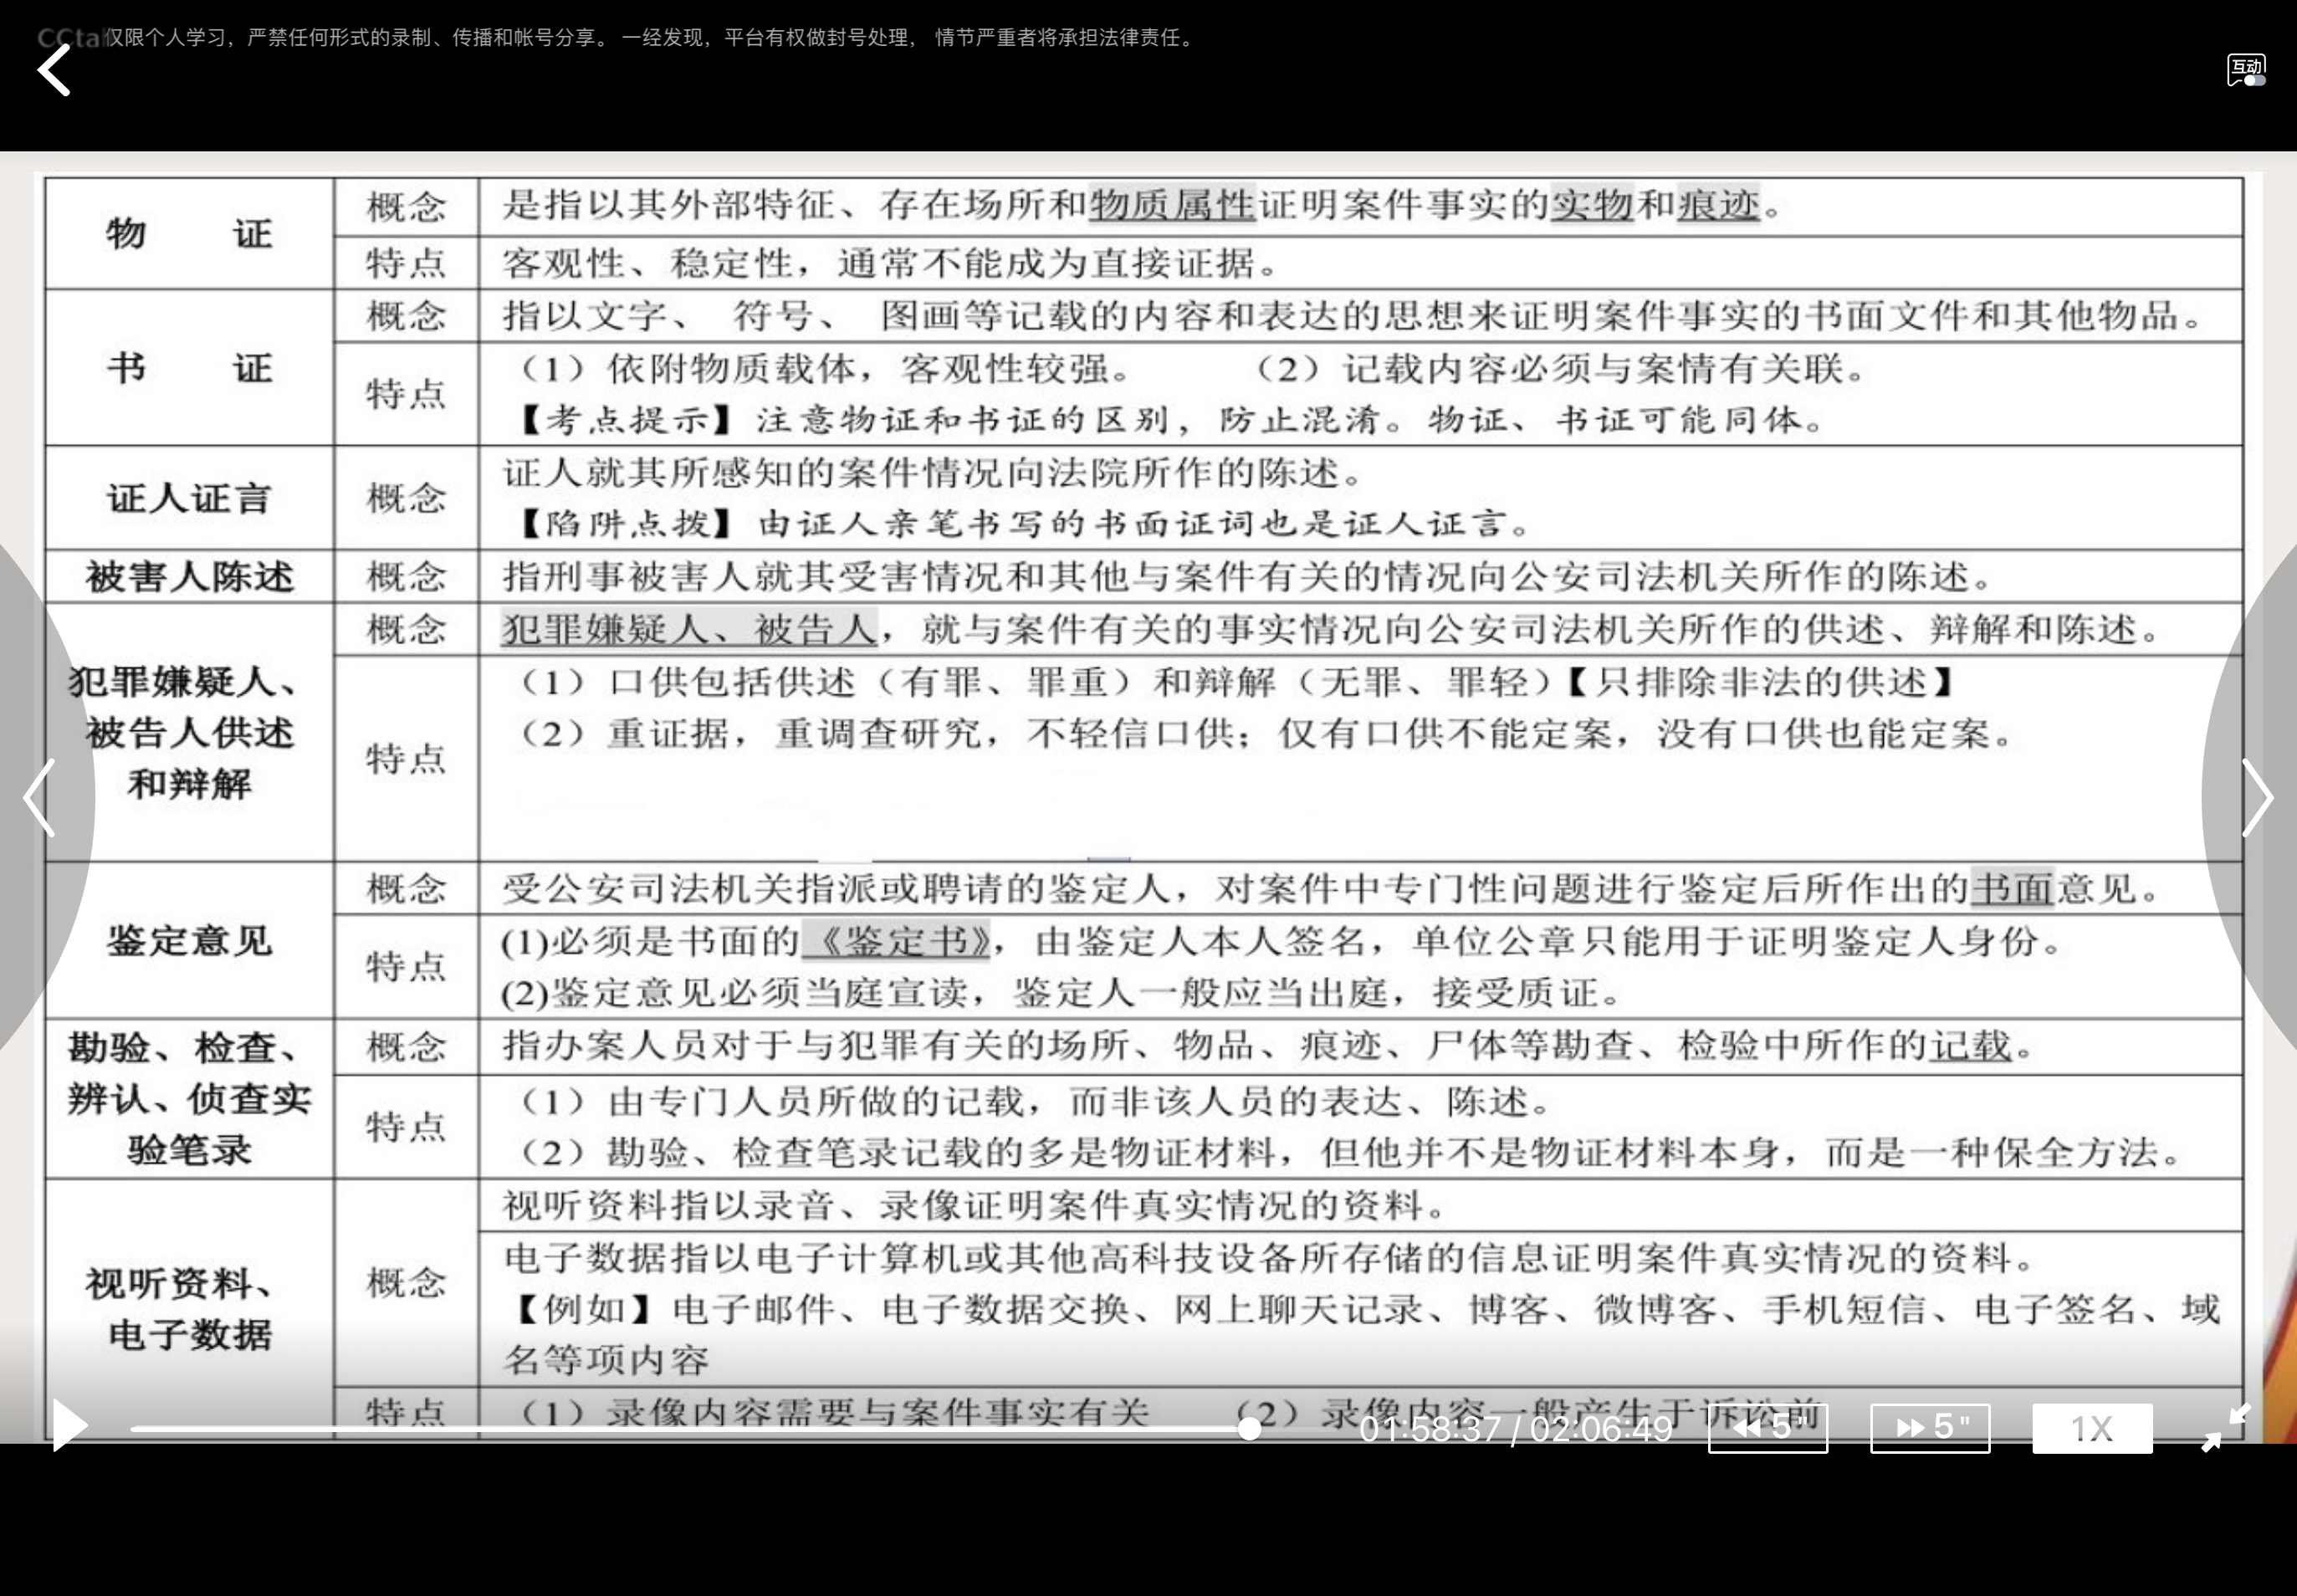 CCtalk仅限个人学习，严禁任何形式的录制、传播和帐号分享。 一经发现，平台有权做封号处理， 情节严重者将承担法律责任。
互动
物 证
概念
是指以其外部特征、存在场所和物质属性证明案件事实的实物和痕迹。
特点
客观性、稳定性，通常不能成为直接证据。
书 证
概念
指以文字、 符号、 图画等记载的内容和表达的思想来证明案件事实的书面文件和其他物品。
特点
（1）依附物质载体，客观性较强。 （2）记载内容必须与案情有关联。
【考点提示】注意物证和书证的区别，防止混淆。物证、书证可能同体。
证人证言
概念
证人就其所感知的案件情况向法院所作的陈述。
【陷阱点拨】由证人亲笔书写的书面证词也是证人证言。
被害人陈述
概念
指刑事被害人就其受害情况和其他与案件有关的情况向公安司法机关所作的陈述。
犯罪嫌疑人、
被告人供述
和辩解
概念
犯罪嫌疑人、被告人，就与案件有关的事实情况向公安司法机关所作的供述、辩解和陈述。
特点
（1）口供包括供述（有罪、罪重）和辩解（无罪、罪轻）【只排除非法的供述】
（2）重证据，重调查研究，不轻信口供；仅有口供不能定案，没有口供也能定案。
鉴定意见
概念
受公安司法机关指派或聘请的鉴定人，对案件中专门性问题进行鉴定后所作出的书面意见。
特点
(1)必须是书面的《鉴定书》，由鉴定人本人签名，单位公章只能用于证明鉴定人身份。
(2)鉴定意见必须当庭宣读，鉴定人一般应当出庭，接受质证。
勘验、检查、
辨认、侦查实
验笔录
概念
指办案人员对于与犯罪有关的场所、物品、痕迹、尸体等勘查、检验中所作的记载。
特点
（1）由专门人员所做的记载，而非该人员的表达、陈述。
（2）勘验、检查笔录记载的多是物证材料，但他并不是物证材料本身，而是一种保全方法。
视听资料、
电子数据
概念
视听资料指以录音、录像证明案件真实情况的资料。
电子数据指以电子计算机或其他高科技设备所存储的信息证明案件真实情况的资料。
【例如】电子邮件、电子数据交换、网上聊天记录、博客、微博客、手机短信、电子签名、域
名等项内容
特点
（1）录像内容需要与案件事实有关 （2）录像内容一般产生于诉讼前
01:58:37 / 02:06:49
5"
5"
1X